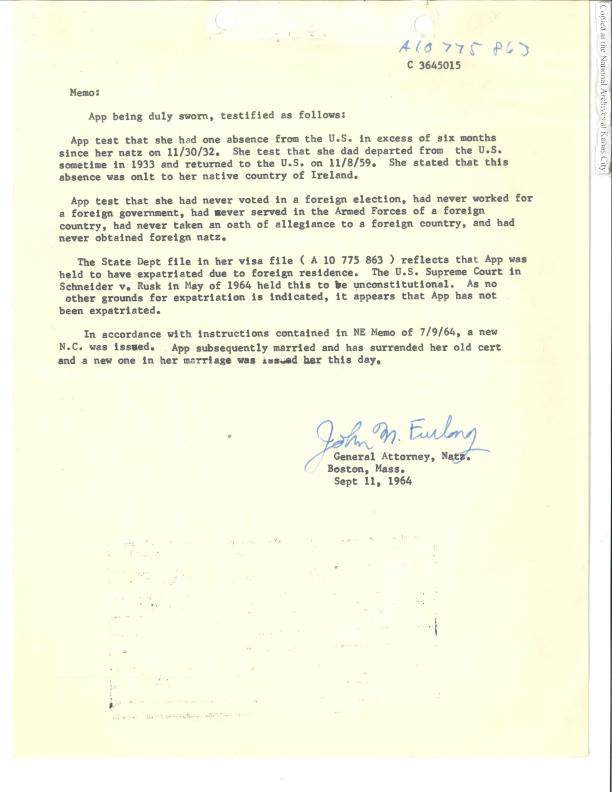 A10 775 863
C 3645015
Copied at the National Archives at Kansas City
Memo:
App being duly sworn, testified as follows:
App test that she had one absence from the U.S. in excess of six months
since her natz on 11/30/32. She test that she dad departed from the U.S.
sometime in 1933 and returned to the U.S. on 11/8/59. She stated that this
absence was onlt to her native country of Ireland.
App test that she had never voted in a foreign election, had never worked for
a foreign government, had never served in the Armed Forces of a foreign
country, had never taken an oath of allegiance to a foreign country, and had
never obtained foreign natz.
The State Dept file in her visa file ( A 10 775 863 ) reflects that App was
held to have expatriated due to foreign residence. The U.S. Supreme Court in
Schneider v. Rusk in May of 1964 held this to be unconstitutional. As no
other grounds for expatriation is indicated, it appears that App has not
been expatriated.
In accordance with instructions contained in NE Memo of 7/9/64, a new
N.C. was issued. App subsequently married and has surrended her old cert
and a new one in her marriage was issued her this day.
John M. Furlong
General Attorney, Natz.
Boston, Mass.
Sept 11, 1964